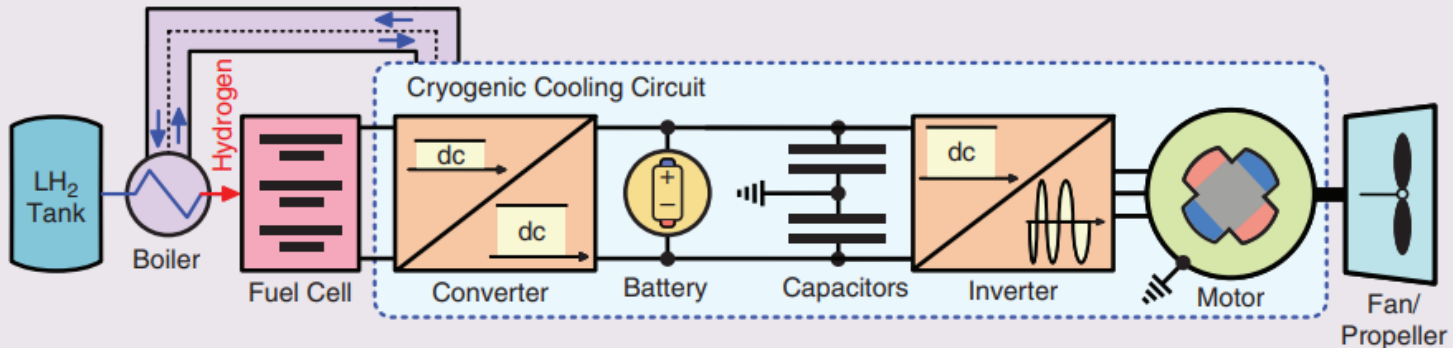 Cryogenic Cooling Circuit
Hydrogen
LH2
Tank
Boiler
Fuel Cell
dc
dc
Converter
+
−
Battery
Capacitors
dc
Inverter
Motor
Fan/
Propeller